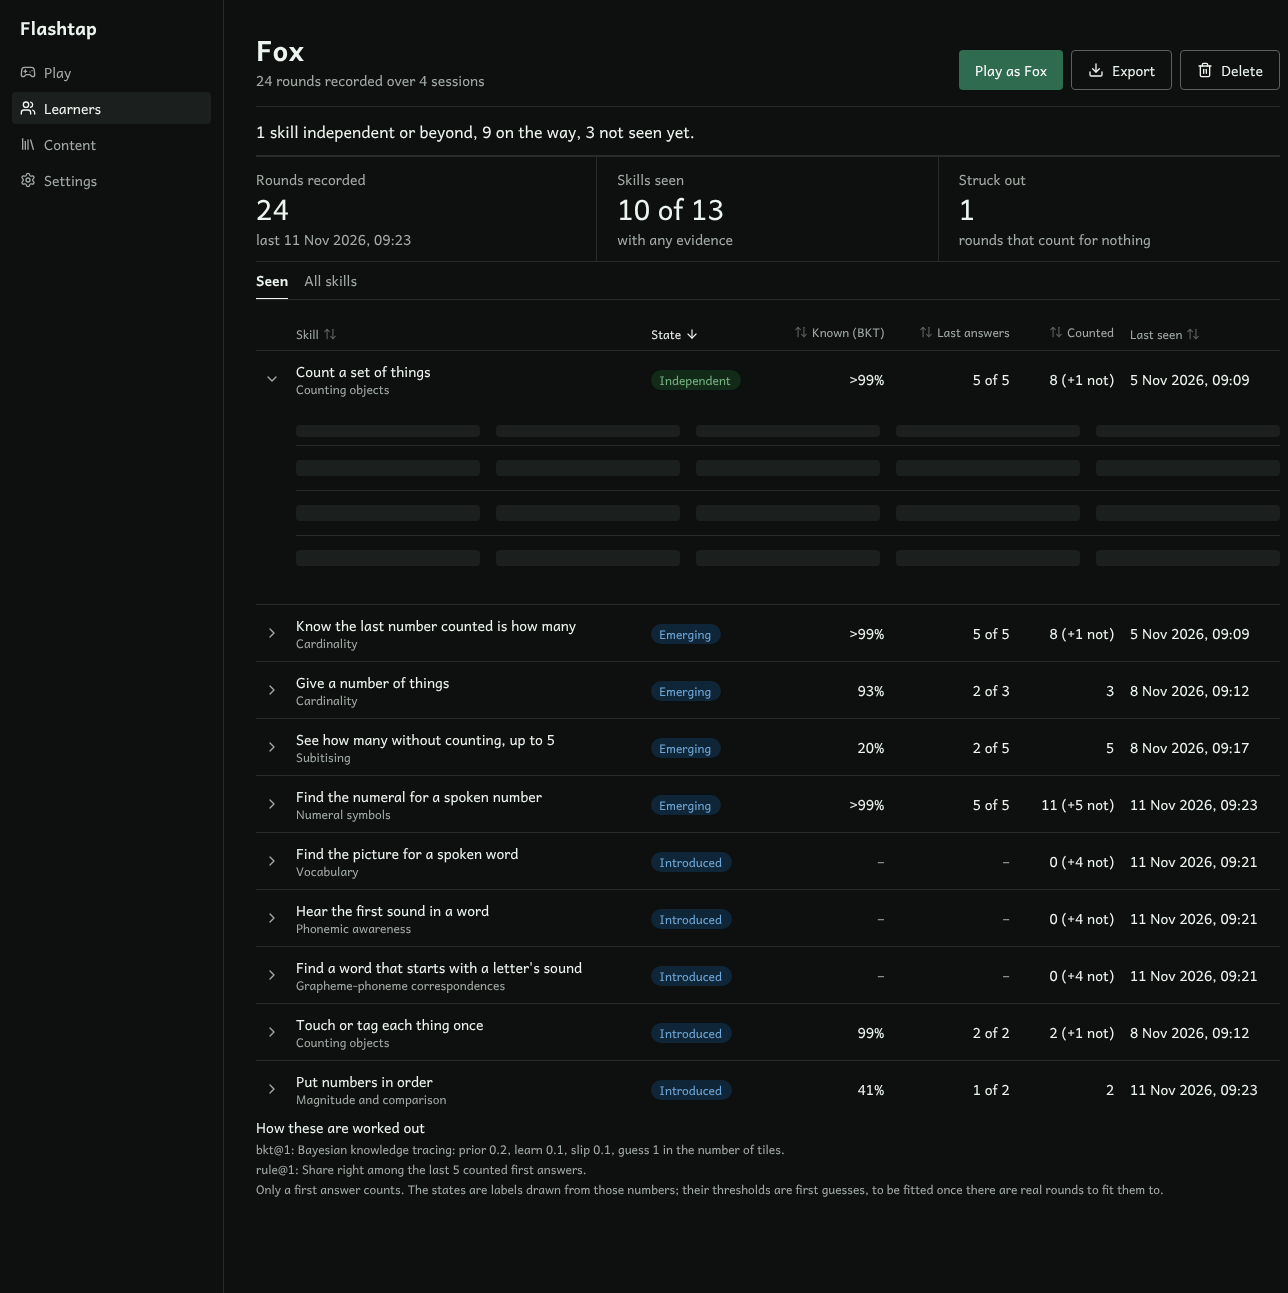 Flashtap
Play
Learners
Content
Settings
Fox
24 rounds recorded over 4 sessions
Play as Fox
Export
Delete
1 skill independent or beyond, 9 on the way, 3 not seen yet.
Rounds recorded
24
last 11 Nov 2026, 09:23
Skills seen
10 of 13
with any evidence
Struck out
1
rounds that count for nothing
Seen
All skills
Skill State Known (BKT) Last answers Counted Last seen
Count a set of things
Counting objects
Independent >99% 5 of 5 8 (+1 not) 5 Nov 2026, 09:09
Know the last number counted is how many
Cardinality
Emerging >99% 5 of 5 8 (+1 not) 5 Nov 2026, 09:09
Give a number of things
Cardinality
Emerging 93% 2 of 3 3 8 Nov 2026, 09:12
See how many without counting, up to 5
Subitising
Emerging 20% 2 of 5 5 8 Nov 2026, 09:17
Find the numeral for a spoken number
Numeral symbols
Emerging >99% 5 of 5 11 (+5 not) 11 Nov 2026, 09:23
Find the picture for a spoken word
Vocabulary
Introduced – – 0 (+4 not) 11 Nov 2026, 09:21
Hear the first sound in a word
Phonemic awareness
Introduced – – 0 (+4 not) 11 Nov 2026, 09:21
Find a word that starts with a letter's sound
Grapheme-phoneme correspondences
Introduced – – 0 (+4 not) 11 Nov 2026, 09:21
Touch or tag each thing once
Counting objects
Introduced 99% 2 of 2 2 (+1 not) 8 Nov 2026, 09:12
Put numbers in order
Magnitude and comparison
Introduced 41% 1 of 2 2 11 Nov 2026, 09:23
How these are worked out
bkt@1: Bayesian knowledge tracing: prior 0.2, learn 0.1, slip 0.1, guess 1 in the number of tiles.
rule@1: Share right among the last 5 counted first answers.
Only a first answer counts. The states are labels drawn from those numbers; their thresholds are first guesses, to be fitted once there are real rounds to fit them to.